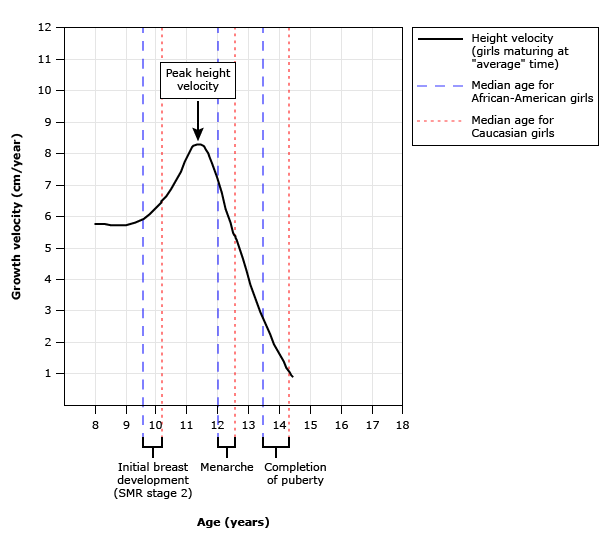 12
11
10
9
8
7
6
5
4
3
2
1
Growth velocity (cm/year)
Peak height
velocity
Height velocity
(girls maturing at
"average" time)
Median age for
African-American girls
Median age for
Caucasian girls
8 9 10 11 12 13 14 15 16 17 18
Initial breast
development
(SMR stage 2)
Menarche
Completion
of puberty
Age (years)